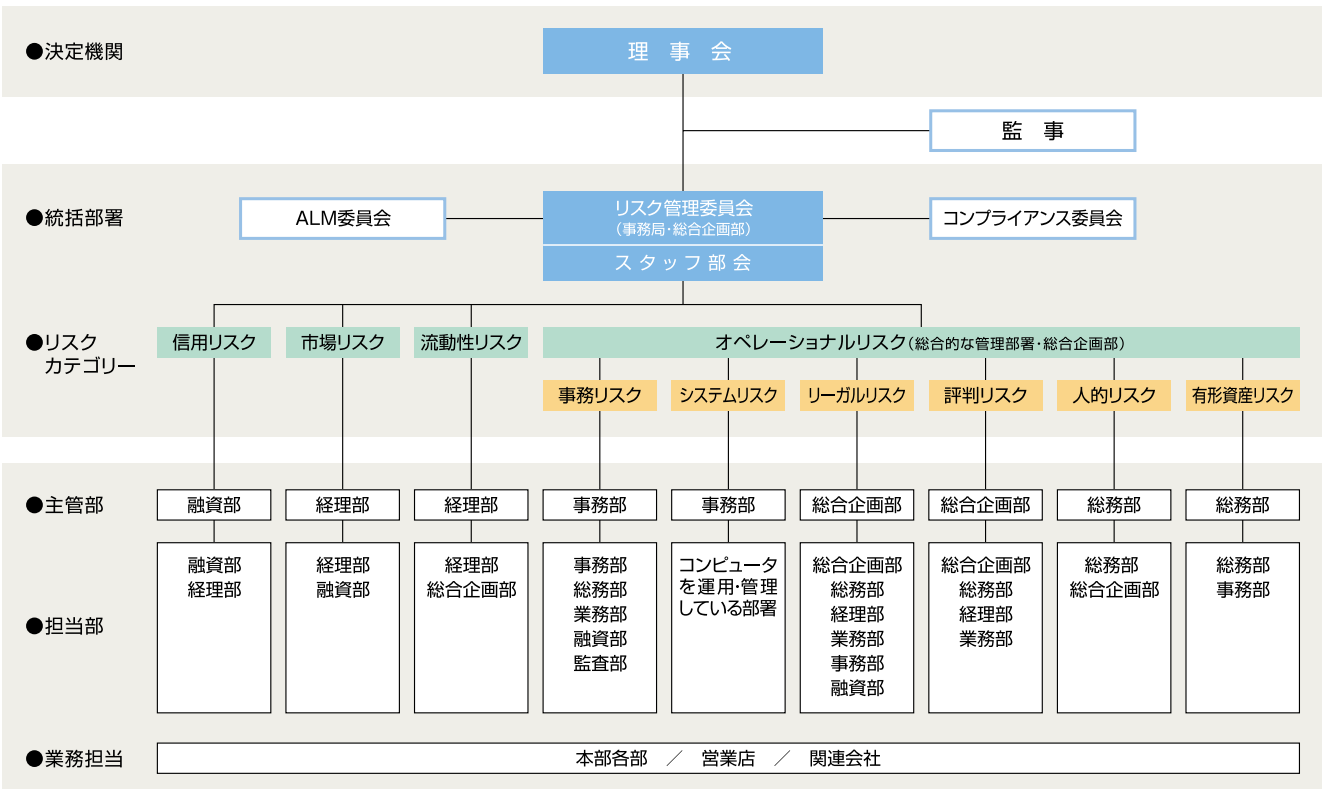 ●決定機関
理事会
監事
●統括部署
ALM委員会
リスク管理委員会
(事務局・総合企画部)
コンプライアンス委員会
スタッフ部会
●リスク
カテゴリー
信用リスク
市場リスク
流動性リスク
オペレーショナルリスク(総合的な管理部署・総合企画部)
事務リスク
システムリスク
リーガルリスク
評判リスク
人的リスク
有形資産リスク
●主管部
融資部
経理部
経理部
事務部
事務部
総合企画部
総合企画部
総務部
総務部
●担当部
融資部
経理部
経理部
融資部
経理部
総合企画部
事務部
総務部
業務部
融資部
監査部
コンピュータ
を運用・管理
している部署
総合企画部
総務部
経理部
業務部
事務部
融資部
総合企画部
総務部
経理部
業務部
総務部
総合企画部
総務部
事務部
●業務担当
本部各部 ／ 営業店 ／ 関連会社